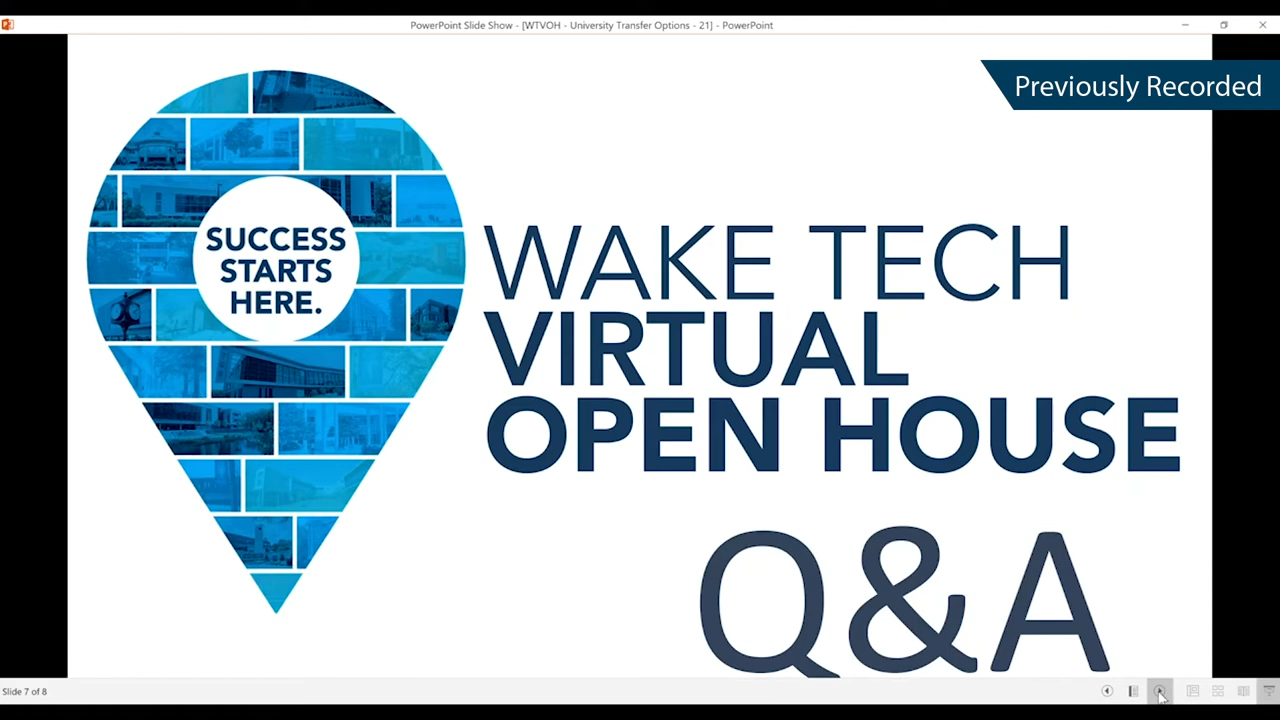 PowerPoint Slide Show - [WTVOH - University Transfer Options - 21] - PowerPoint
Previously Recorded
SUCCESS
STARTS
HERE.
WAKE TECH
VIRTUAL
OPEN HOUSE
Q&A
Slide 7 of 8